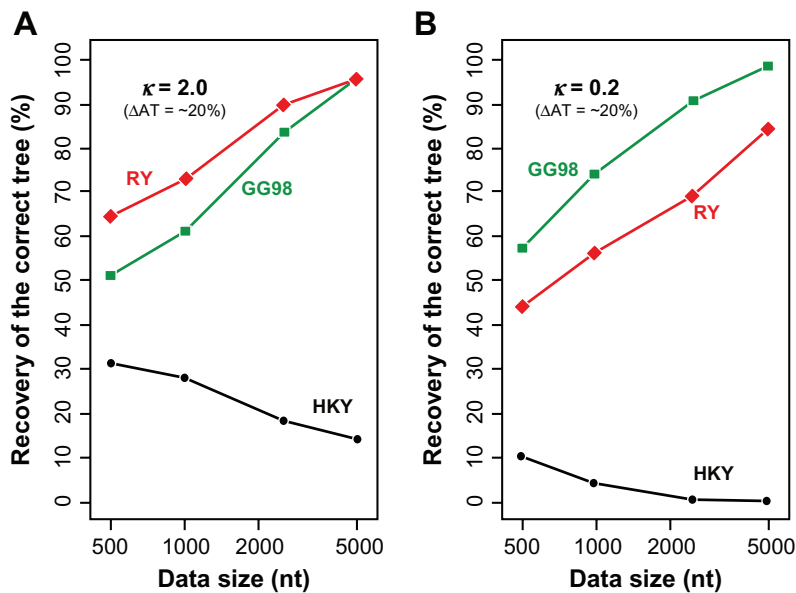 A
Recovery of the correct tree (%)
100
90
80
70
60
50
40
30
20
10
0
κ = 2.0
(ΔAT = ~20%)
RY
GG98
HKY
500
1000
2000
5000
Data size (nt)
B
Recovery of the correct tree (%)
100
90
80
70
60
50
40
30
20
10
0
κ = 0.2
(ΔAT = ~20%)
GG98
RY
HKY
500
1000
2000
5000
Data size (nt)